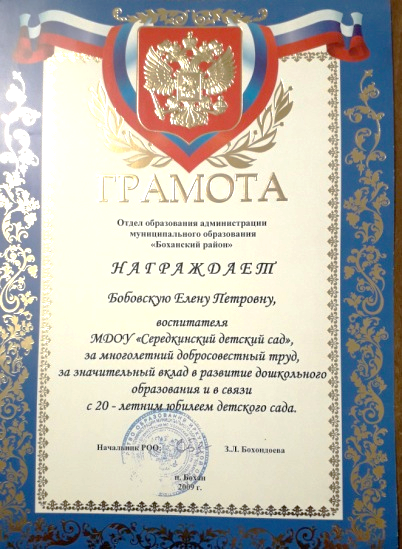 ГРАМОТА
Отдел образования администрации
муниципального образования
«Боханский район»
НАГРАЖДАЕТ
Бобовскую Елену Петровну,
воспитателя
МДОУ «Середкинский детский сад»,
за многолетний добросовестный труд,
за значительный вклад в развитие дошкольного
образования и в связи
с 20 - летним юбилеем детского сада.
Начальник РОО: З.Л. Бохондоева
п. Бохан
2009 г.